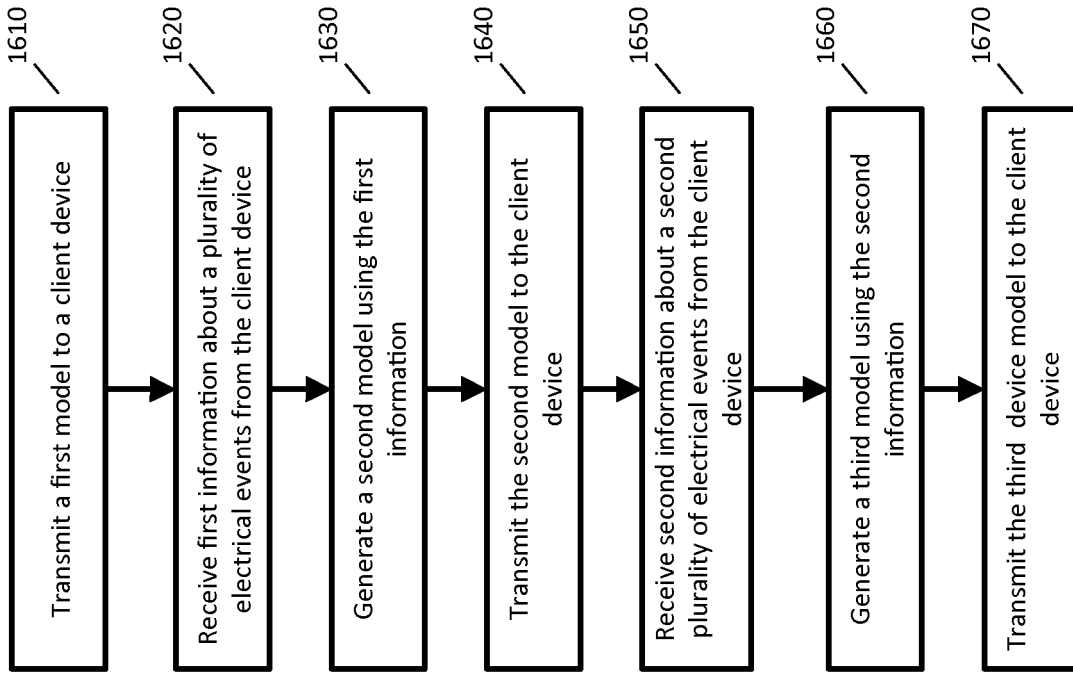 1610
Transmit a first model to a client device
1620
Receive first information about a plurality of
electrical events from the client device
1630
Generate a second model using the first
information
1640
Transmit the second model to the client
device
1650
Receive second information about a second
plurality of electrical events from the client
device
1660
Generate a third model using the second
information
1670
Transmit the third device model to the client
device